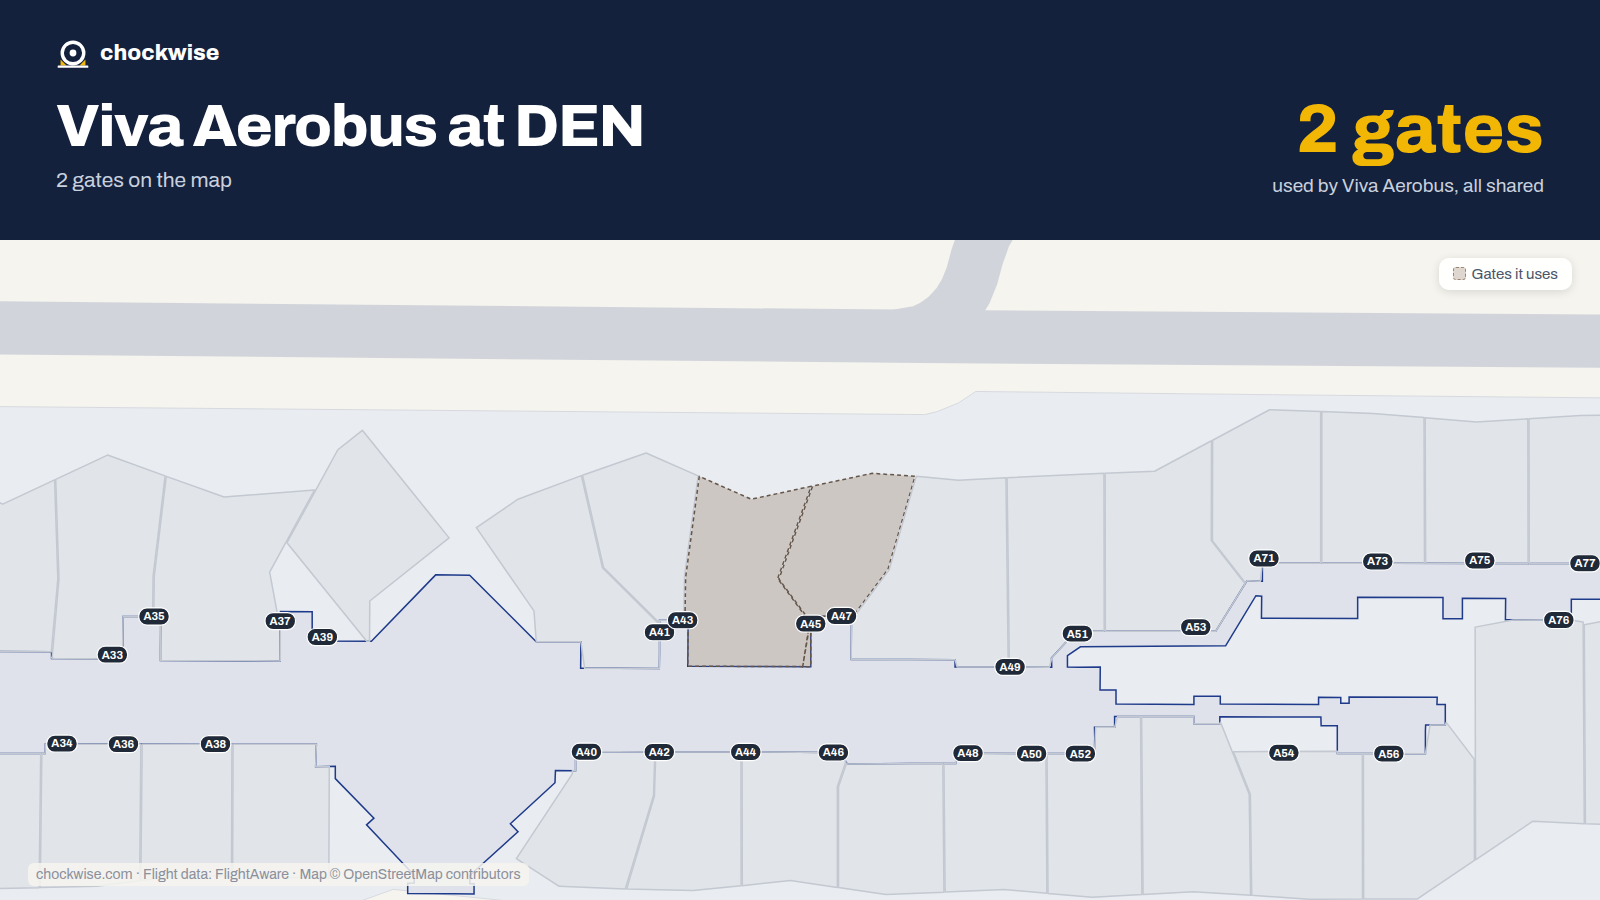 chockwise
Viva Aerobus at DEN
2 gates on the map
2 gates
used by Viva Aerobus, all shared
Gates it uses
A71
A73
A75
A77
A35
A37
A39
A33
A43
A41
A45
A47
A51
A53
A76
A49
A34
A36
A38
A40
A42
A44
A46
A48
A50
A52
A54
A56
chockwise.com · Flight data: FlightAware · Map © OpenStreetMap contributors